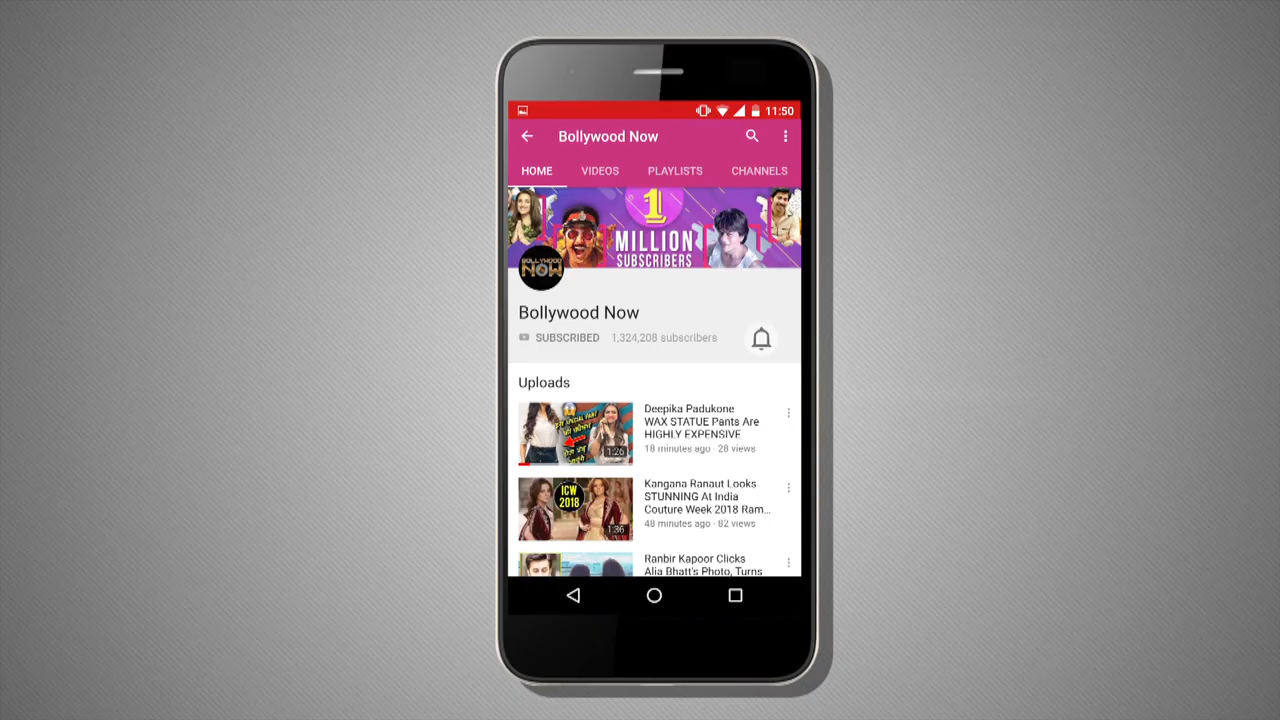 11:50
Bollywood Now
HOME VIDEOS PLAYLISTS CHANNELS
1
MILLION
SUBSCRIBERS
BOLLYWOOD
NOW
Bollywood Now
SUBSCRIBED 1,324,208 subscribers
Uploads
Deepika Padukone
WAX STATUE Pants Are
HIGHLY EXPENSIVE
18 minutes ago · 28 views
1:26
Kangana Ranaut Looks
STUNNING At India
Couture Week 2018 Ram...
48 minutes ago · 82 views
ICW
2018
1:36
Ranbir Kapoor Clicks
Alia Bhatt's Photo, Turns